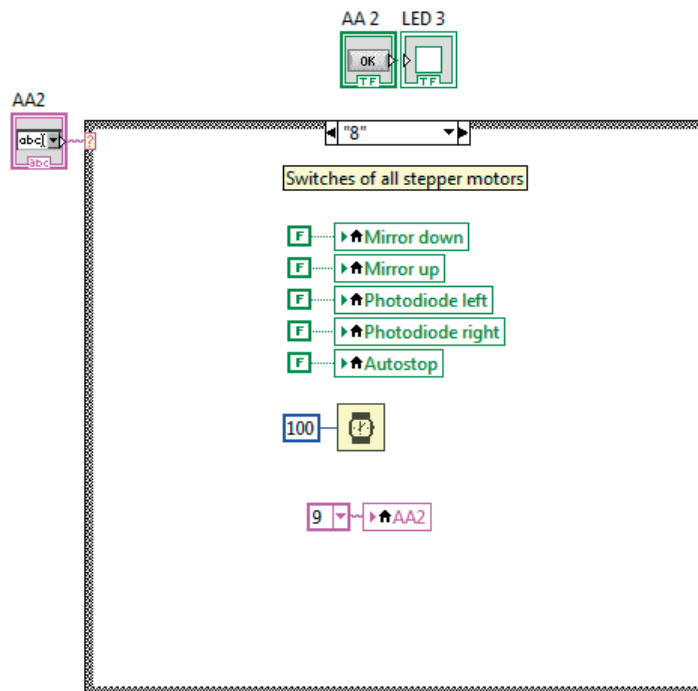 AA 2 LED 3
OK
TF TF
AA2
abc
abc
?
"8"
Switches of all stepper motors
F Mirror down
F Mirror up
F Photodiode left
F Photodiode right
F Autostop
100
9 AA2